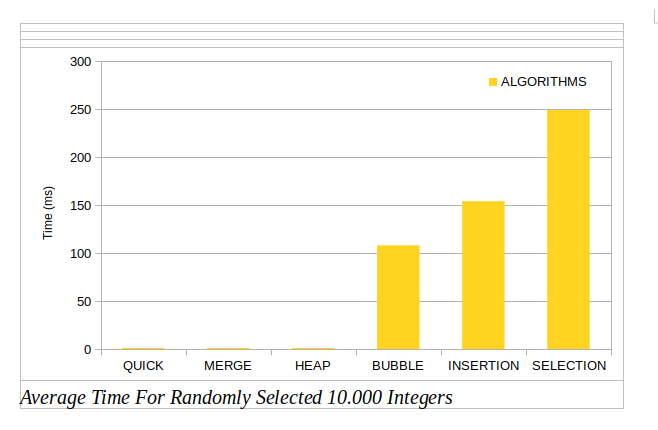 300
ALGORITHMS
250
200
150
100
50
0
Time (ms)
QUICK MERGE HEAP BUBBLE INSERTION SELECTION
Average Time For Randomly Selected 10.000 Integers